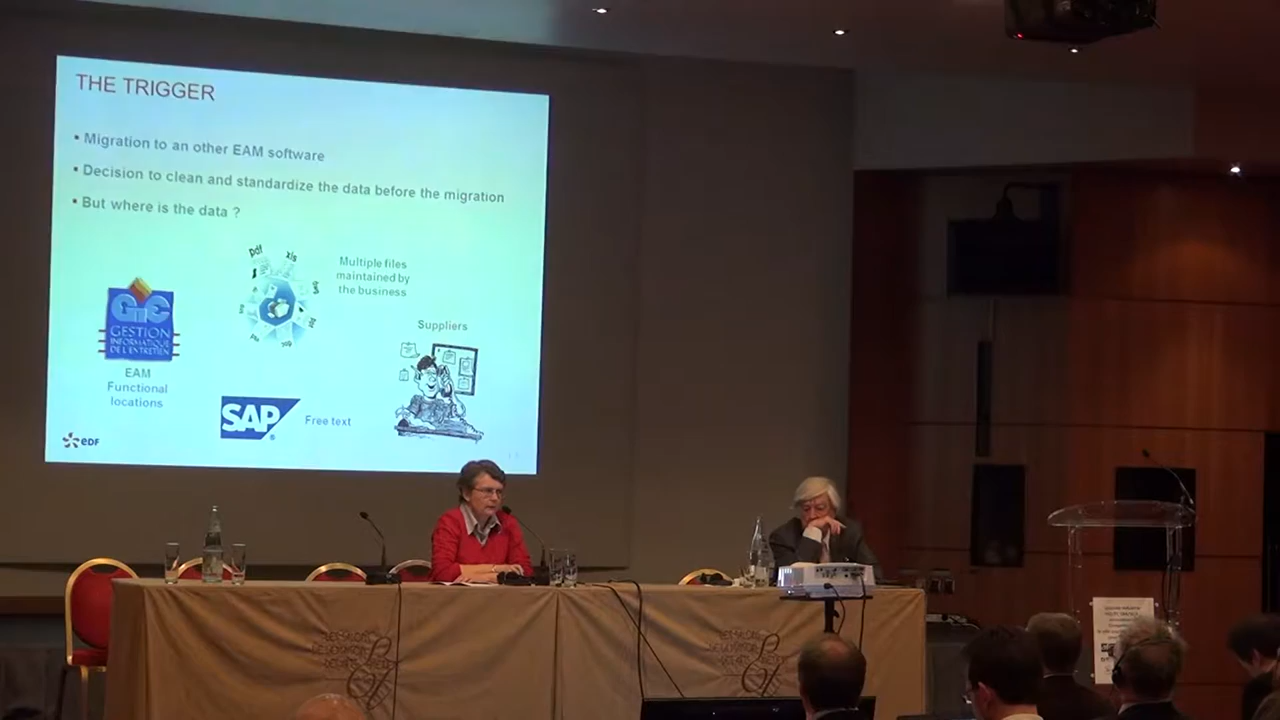 THE TRIGGER
▪ Migration to an other EAM software
▪ Decision to clean and standardize the data before the migration
▪ But where is the data ?
pdf
xls
Multiple files
maintained by
the business
GESTION
INFORMATIQUE
DE L'ENTRETIEN
EAM
Functional
locations
Suppliers
SAP
Free text
eDF